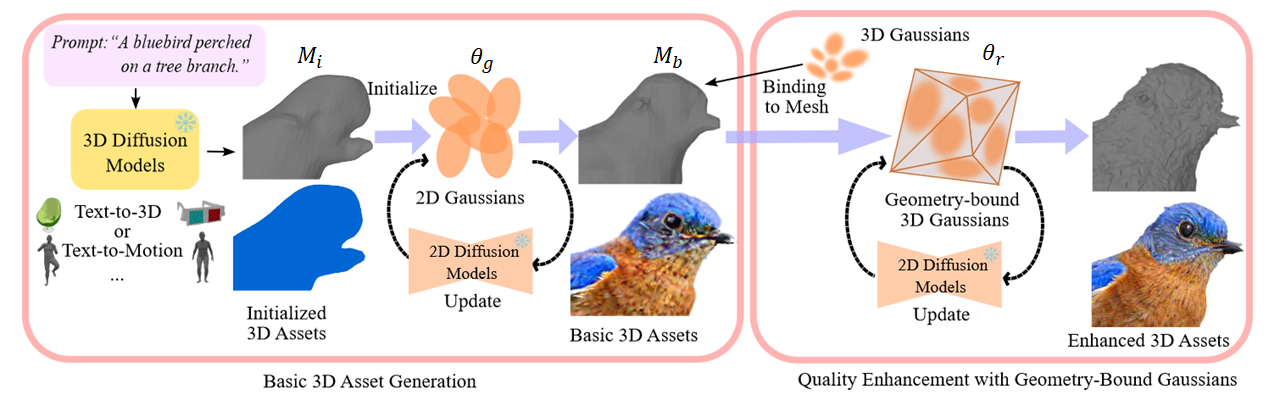 Prompt: “A bluebird perched
on a tree branch.”
3D Diffusion
Models
Text-to-3D
or
Text-to-Motion
...
M_i
Initialized
3D Assets
Initialize
θ_g
2D Gaussians
2D Diffusion
Models
Update
M_b
Basic 3D Assets
Basic 3D Asset Generation
3D Gaussians
Binding
to Mesh
θ_r
Geometry-bound
3D Gaussians
2D Diffusion
Models
Update
Enhanced 3D Assets
Quality Enhancement with Geometry-Bound Gaussians